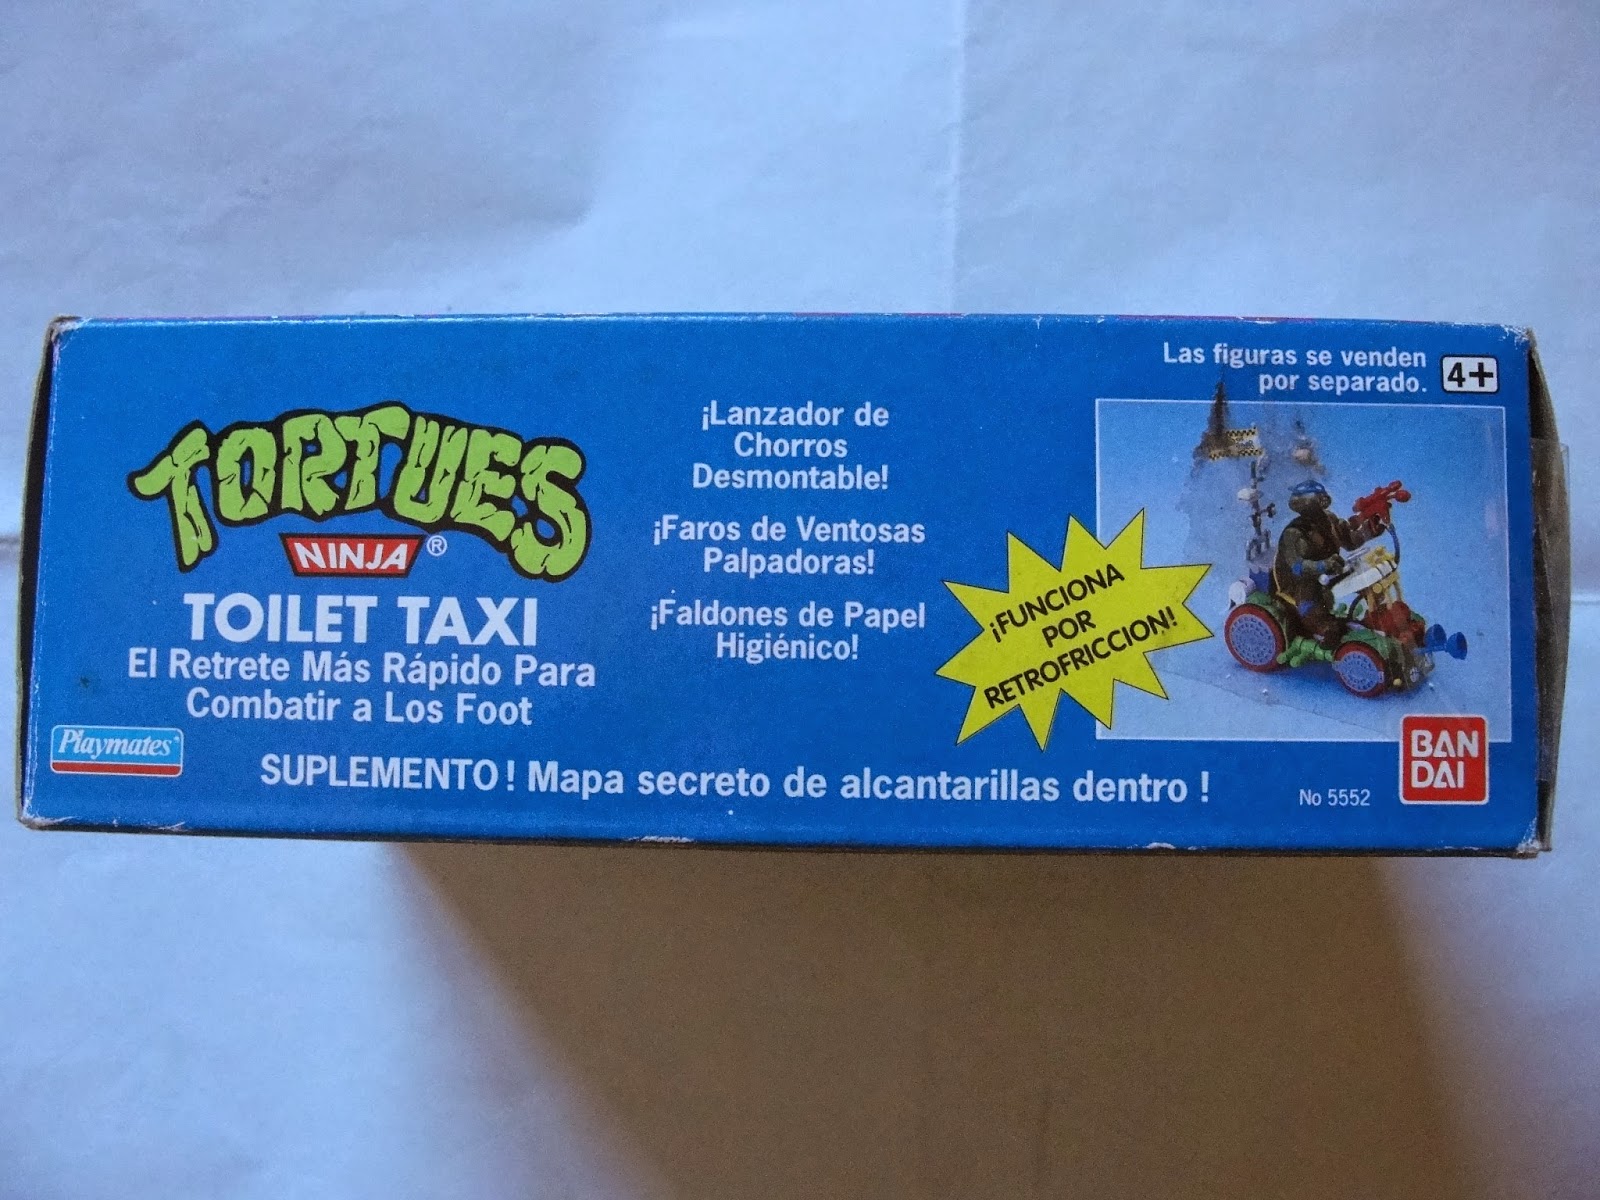 TORTUES
NINJA®
TOILET TAXI
El Retrete Más Rápido Para
Combatir a Los Foot
Playmates
¡Lanzador de
Chorros
Desmontable!
¡Faros de Ventosas
Palpadoras!
¡Faldones de Papel
Higiénico!
¡FUNCIONA
POR
RETROFRICCION!
Las figuras se venden
por separado.
4+
SUPLEMENTO! Mapa secreto de alcantarillas dentro !
No 5552
BAN
DAI